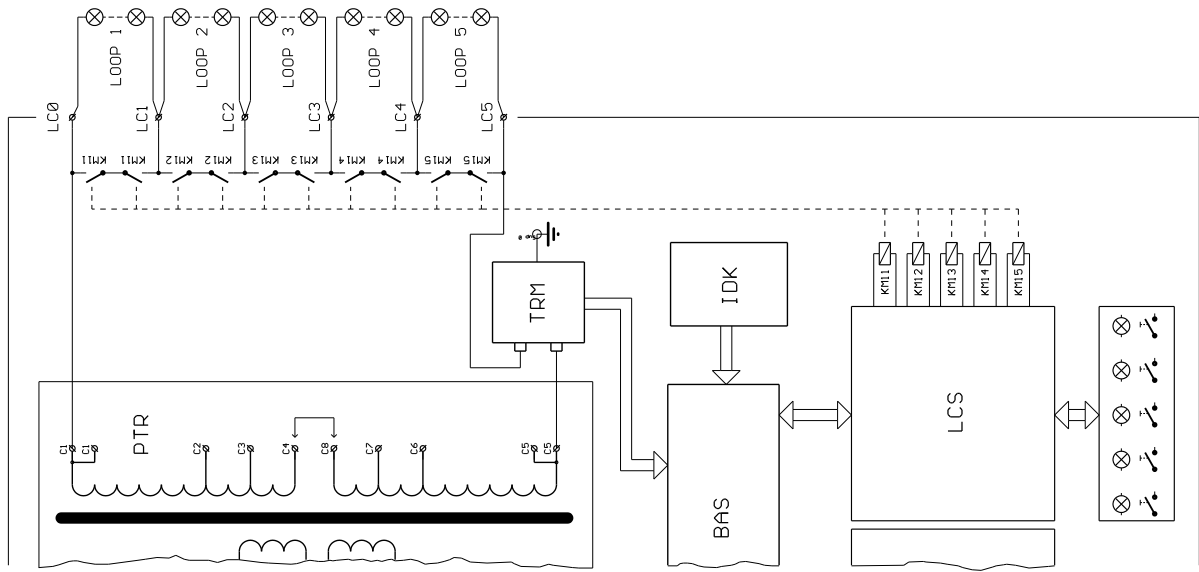 LOOP 1
LOOP 2
LOOP 3
LOOP 4
LOOP 5
LC0
LC1
LC2
LC3
LC4
LC5
KM11
KM11
KM12
KM12
KM13
KM13
KM14
KM14
KM15
KM15
TRM
IDK
KM11
KM12
KM13
KM14
KM15
LCS
BAS
PTR
C1
C1
C2
C3
C4
C8
C7
C6
C5
C5